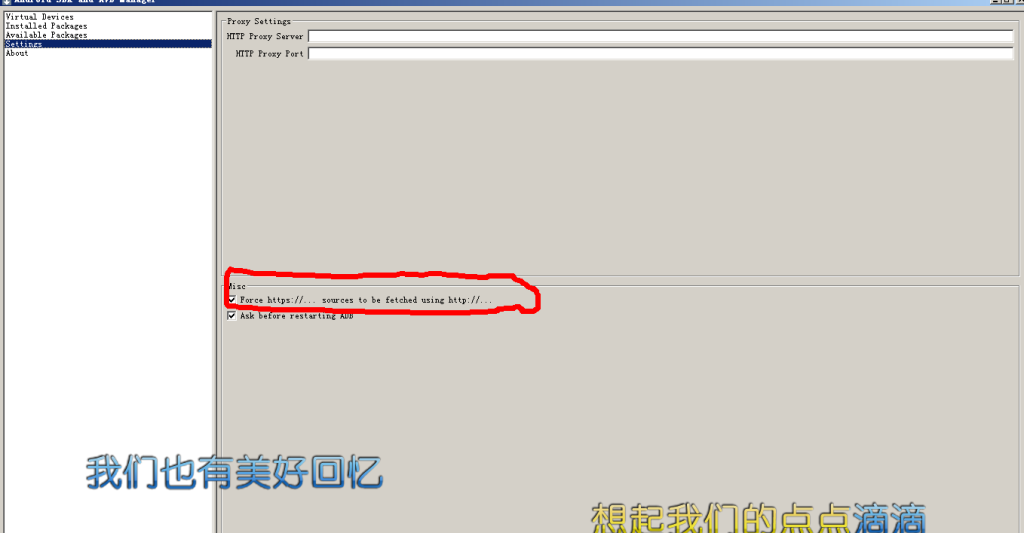 Android SDK and AVD Manager
Virtual Devices
Installed Packages
Available Packages
Settings
About
Proxy Settings
HTTP Proxy Server
HTTP Proxy Port
Misc
Force https://... sources to be fetched using http://...
Ask before restarting ADB
我们也有美好回忆
想起我们的点点滴滴